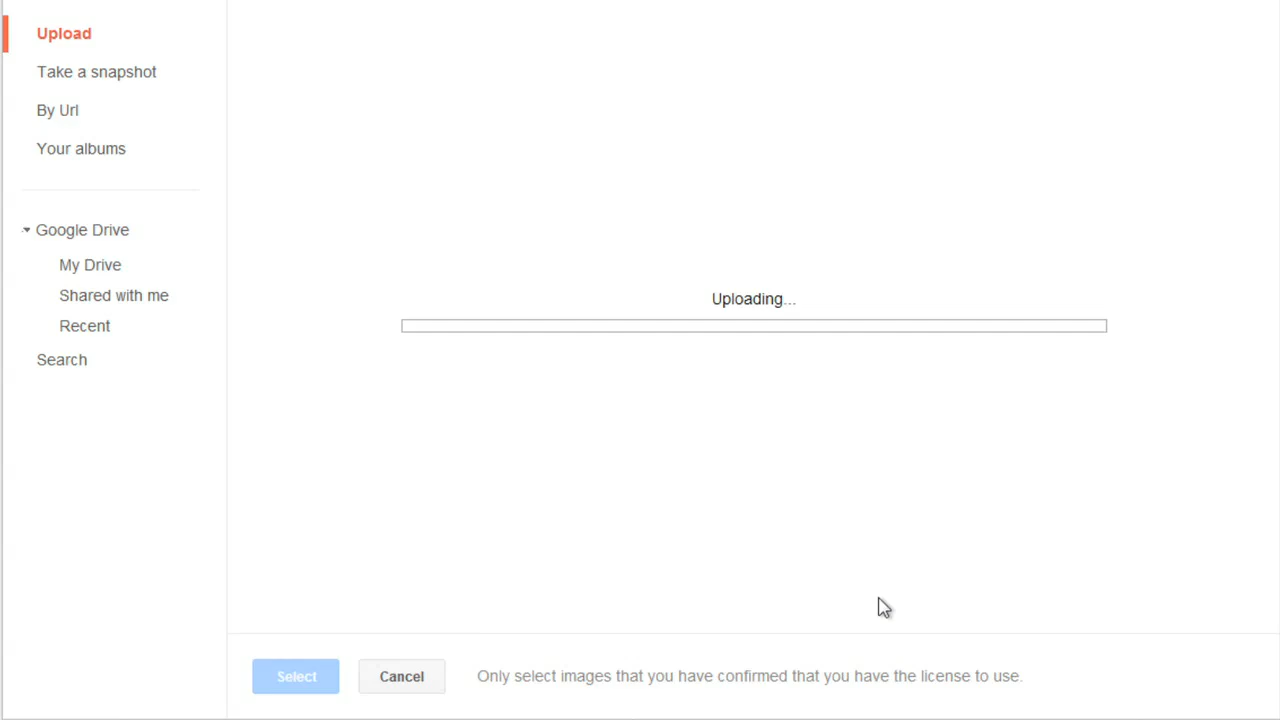 Upload
Take a snapshot
By Url
Your albums
Google Drive
My Drive
Shared with me
Recent
Search
Uploading...
Select
Cancel
Only select images that you have confirmed that you have the license to use.